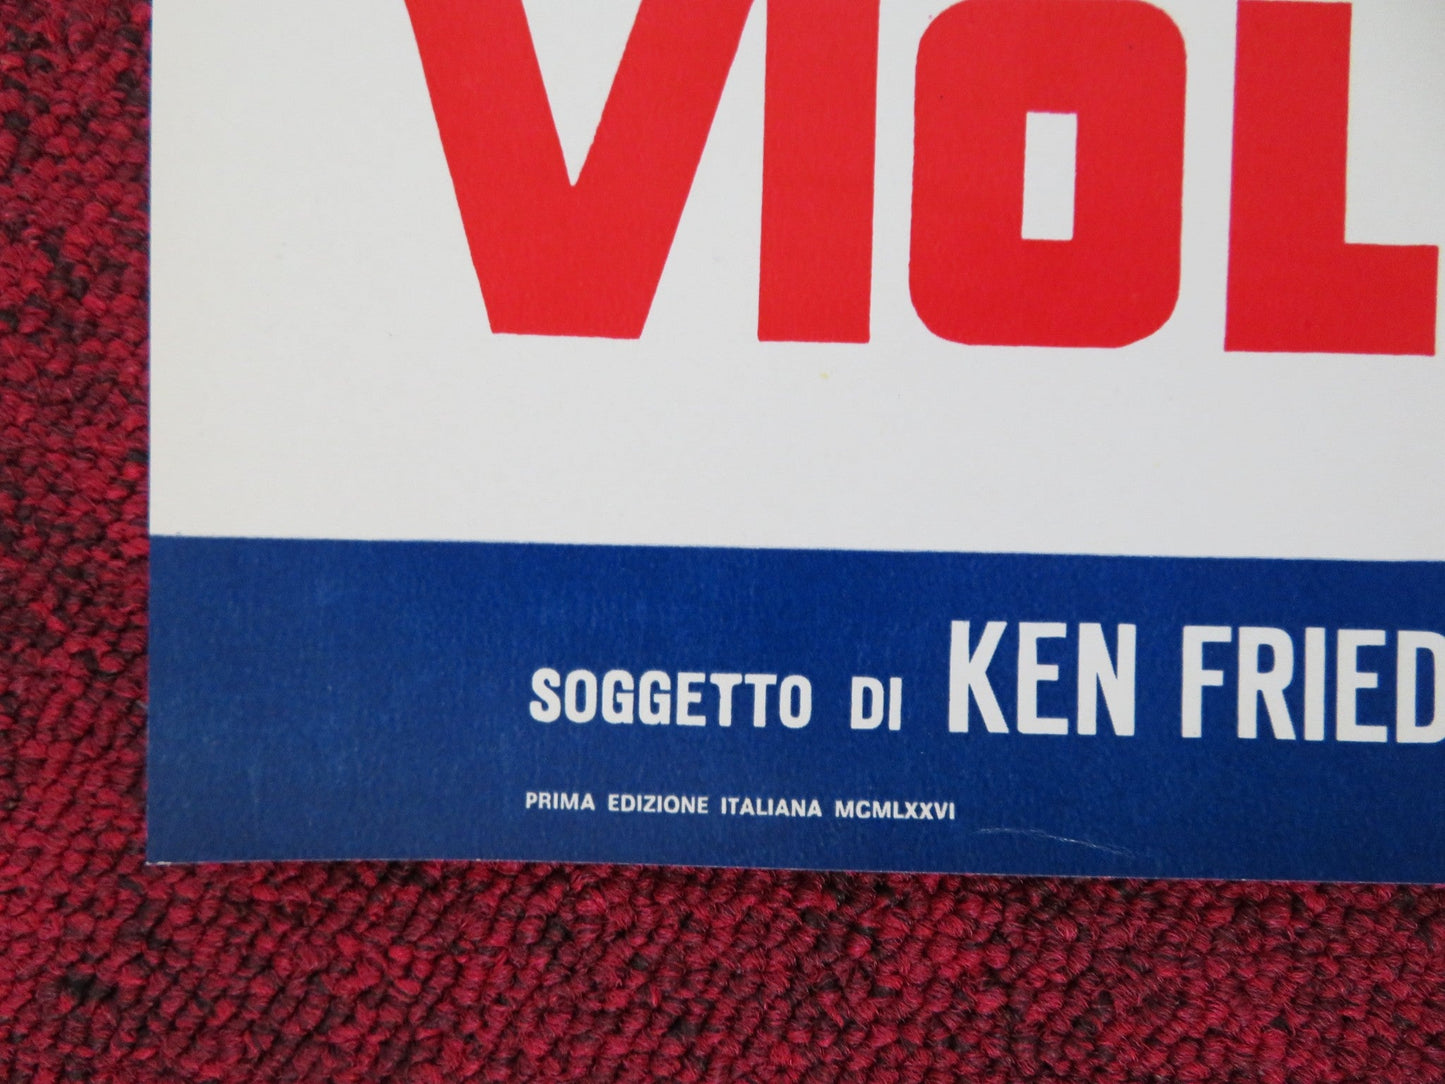 VIOL
SOGGETTO DI KEN FRIED
PRIMA EDIZIONE ITALIANA MCMLXXVI